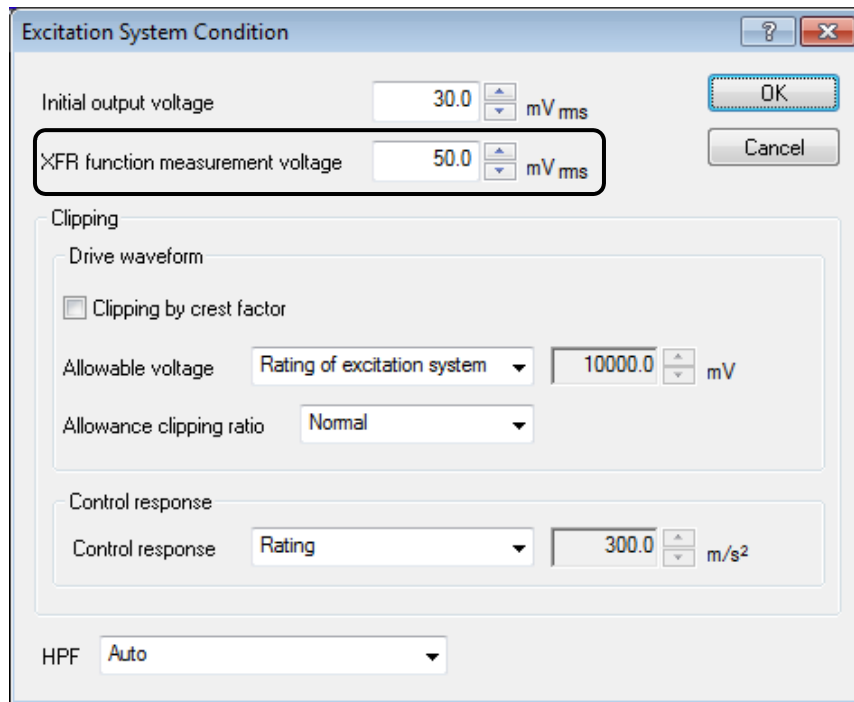 Excitation System Condition
Initial output voltage 30.0 mV rms
OK
XFR function measurement voltage 50.0 mV rms
Cancel
Clipping
Drive waveform
Clipping by crest factor
Allowable voltage Rating of excitation system 10000.0 mV
Allowance clipping ratio Normal
Control response
Control response Rating 300.0 m/s²
HPF Auto